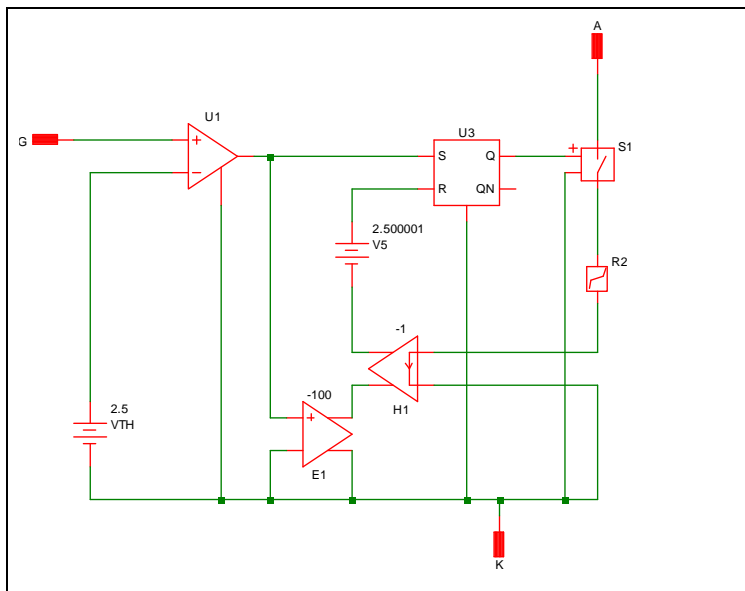 A
U1
U3
G
+
−
S
Q
R
QN
+
S1
2.500001
V5
R2
-1
H1
-100
+
E1
2.5
VTH
K